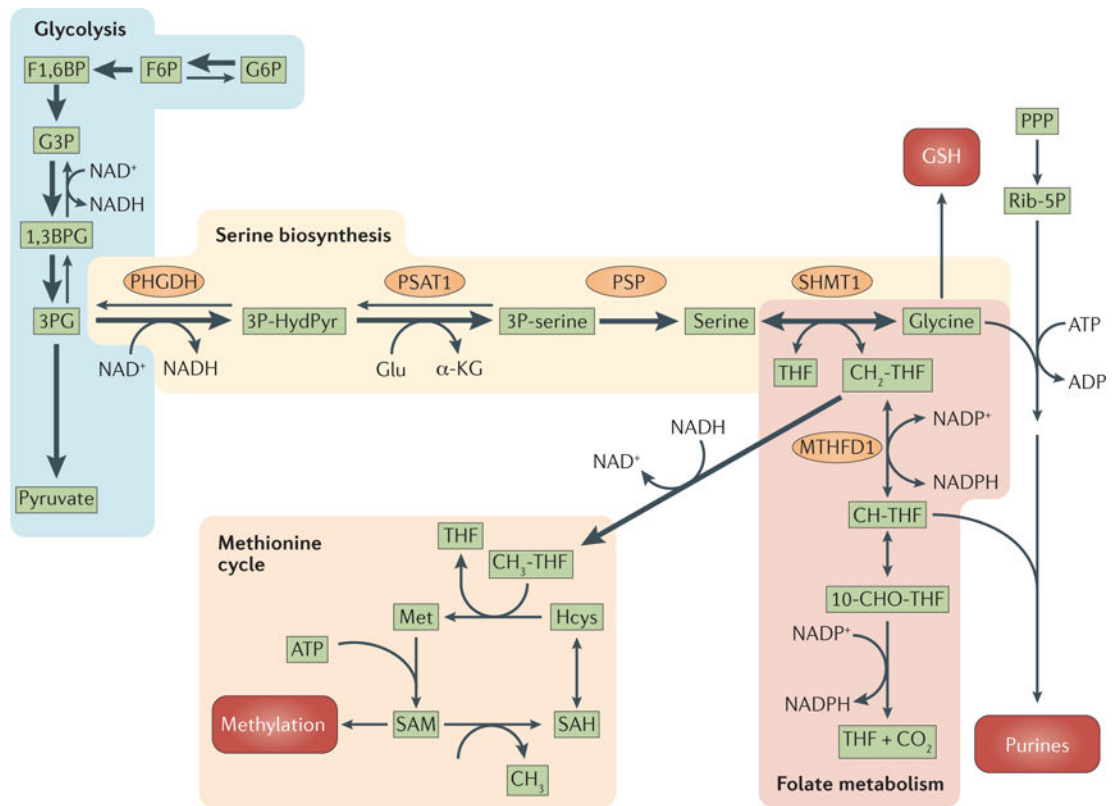 Glycolysis
F1,6BP
F6P
G6P
G3P
NAD⁺
NADH
1,3BPG
3PG
Pyruvate
Serine biosynthesis
PHGDH
PSAT1
PSP
SHMT1
3P-HydPyr
3P-serine
Serine
Glycine
NAD⁺
NADH
Glu
α-KG
THF
CH₂-THF
GSH
PPP
Rib-5P
ATP
ADP
NADH
NAD⁺
MTHFD1
NADP⁺
NADPH
CH-THF
10-CHO-THF
NADP⁺
NADPH
THF + CO₂
Folate metabolism
Purines
Methionine
cycle
THF
CH₃-THF
Met
Hcys
ATP
Methylation
SAM
SAH
CH₃